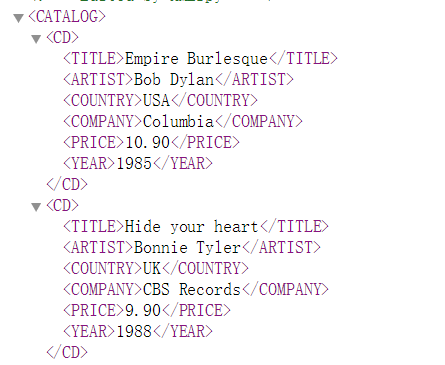 <CATALOG>
<CD>
<TITLE>Empire Burlesque</TITLE>
<ARTIST>Bob Dylan</ARTIST>
<COUNTRY>USA</COUNTRY>
<COMPANY>Columbia</COMPANY>
<PRICE>10.90</PRICE>
<YEAR>1985</YEAR>
</CD>
<CD>
<TITLE>Hide your heart</TITLE>
<ARTIST>Bonnie Tyler</ARTIST>
<COUNTRY>UK</COUNTRY>
<COMPANY>CBS Records</COMPANY>
<PRICE>9.90</PRICE>
<YEAR>1988</YEAR>
</CD>